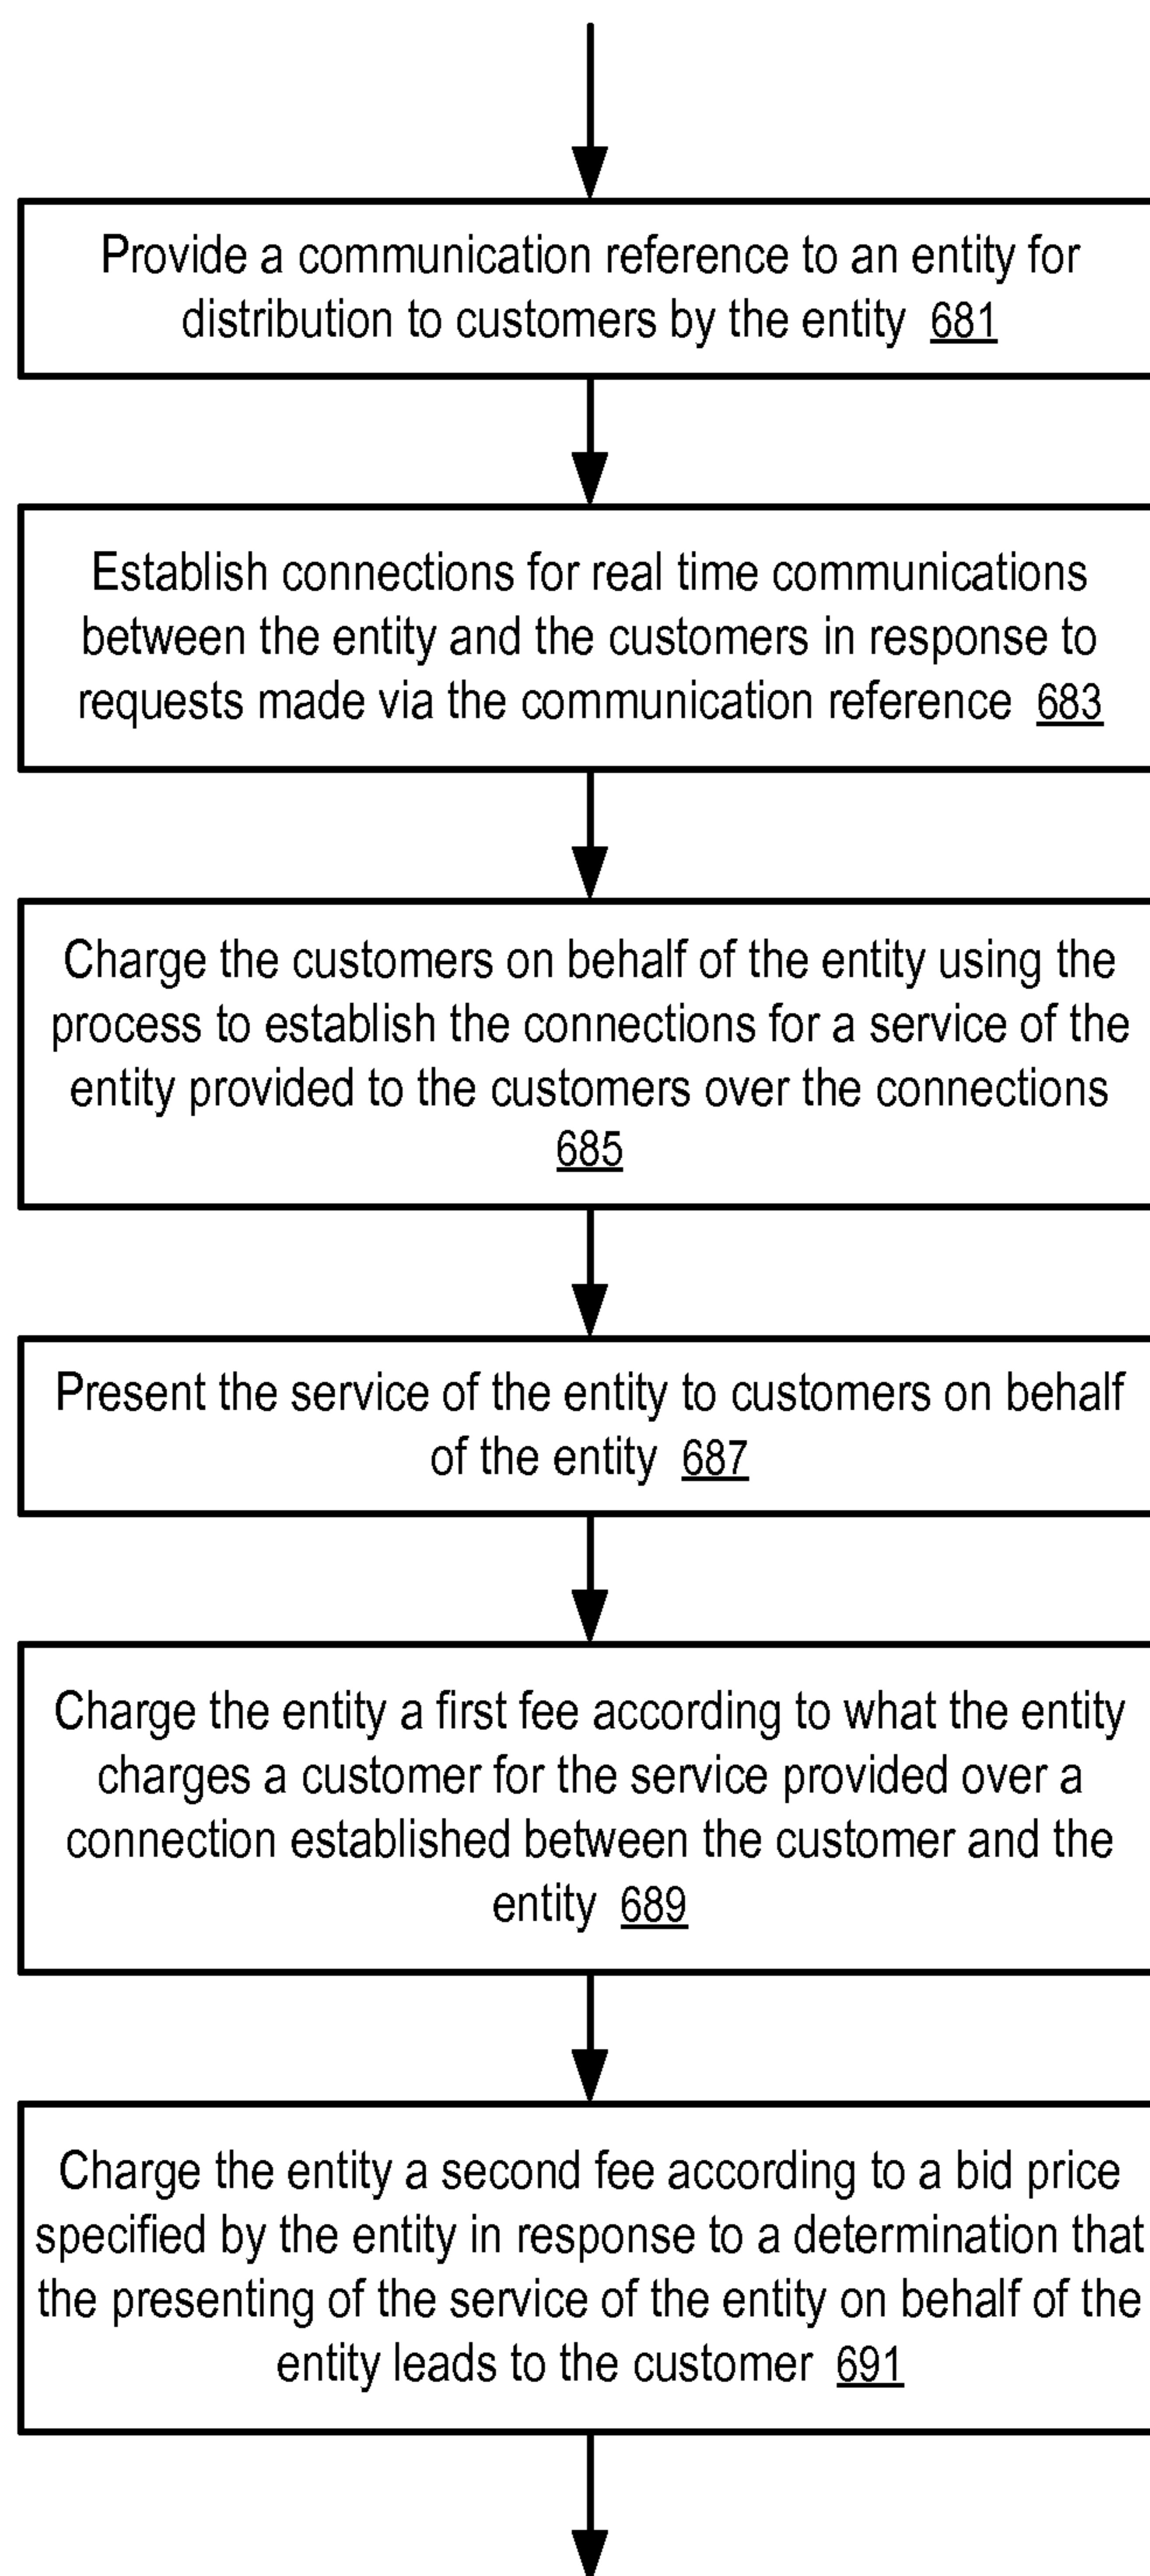 Provide a communication reference to an entity for
distribution to customers by the entity 681
Establish connections for real time communications
between the entity and the customers in response to
requests made via the communication reference 683
Charge the customers on behalf of the entity using the
process to establish the connections for a service of the
entity provided to the customers over the connections
685
Present the service of the entity to customers on behalf
of the entity 687
Charge the entity a first fee according to what the entity
charges a customer for the service provided over a
connection established between the customer and the
entity 689
Charge the entity a second fee according to a bid price
specified by the entity in response to a determination that
the presenting of the service of the entity on behalf of the
entity leads to the customer 691